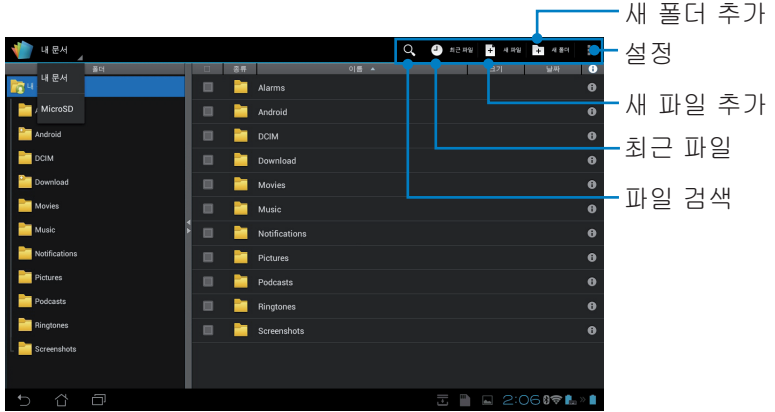 새 폴더 추가
내 문서
최근 파일
새 파일
새 폴더
설정
폴더
종류
이름
크기
날짜
내 문서
MicroSD
내
Alarms
Android
Android
DCIM
DCIM
Download
Download
Movies
Movies
Music
Music
Notifications
Notifications
Pictures
Pictures
Podcasts
Podcasts
Ringtones
Ringtones
Screenshots
Screenshots
새 파일 추가
최근 파일
파일 검색
2:06